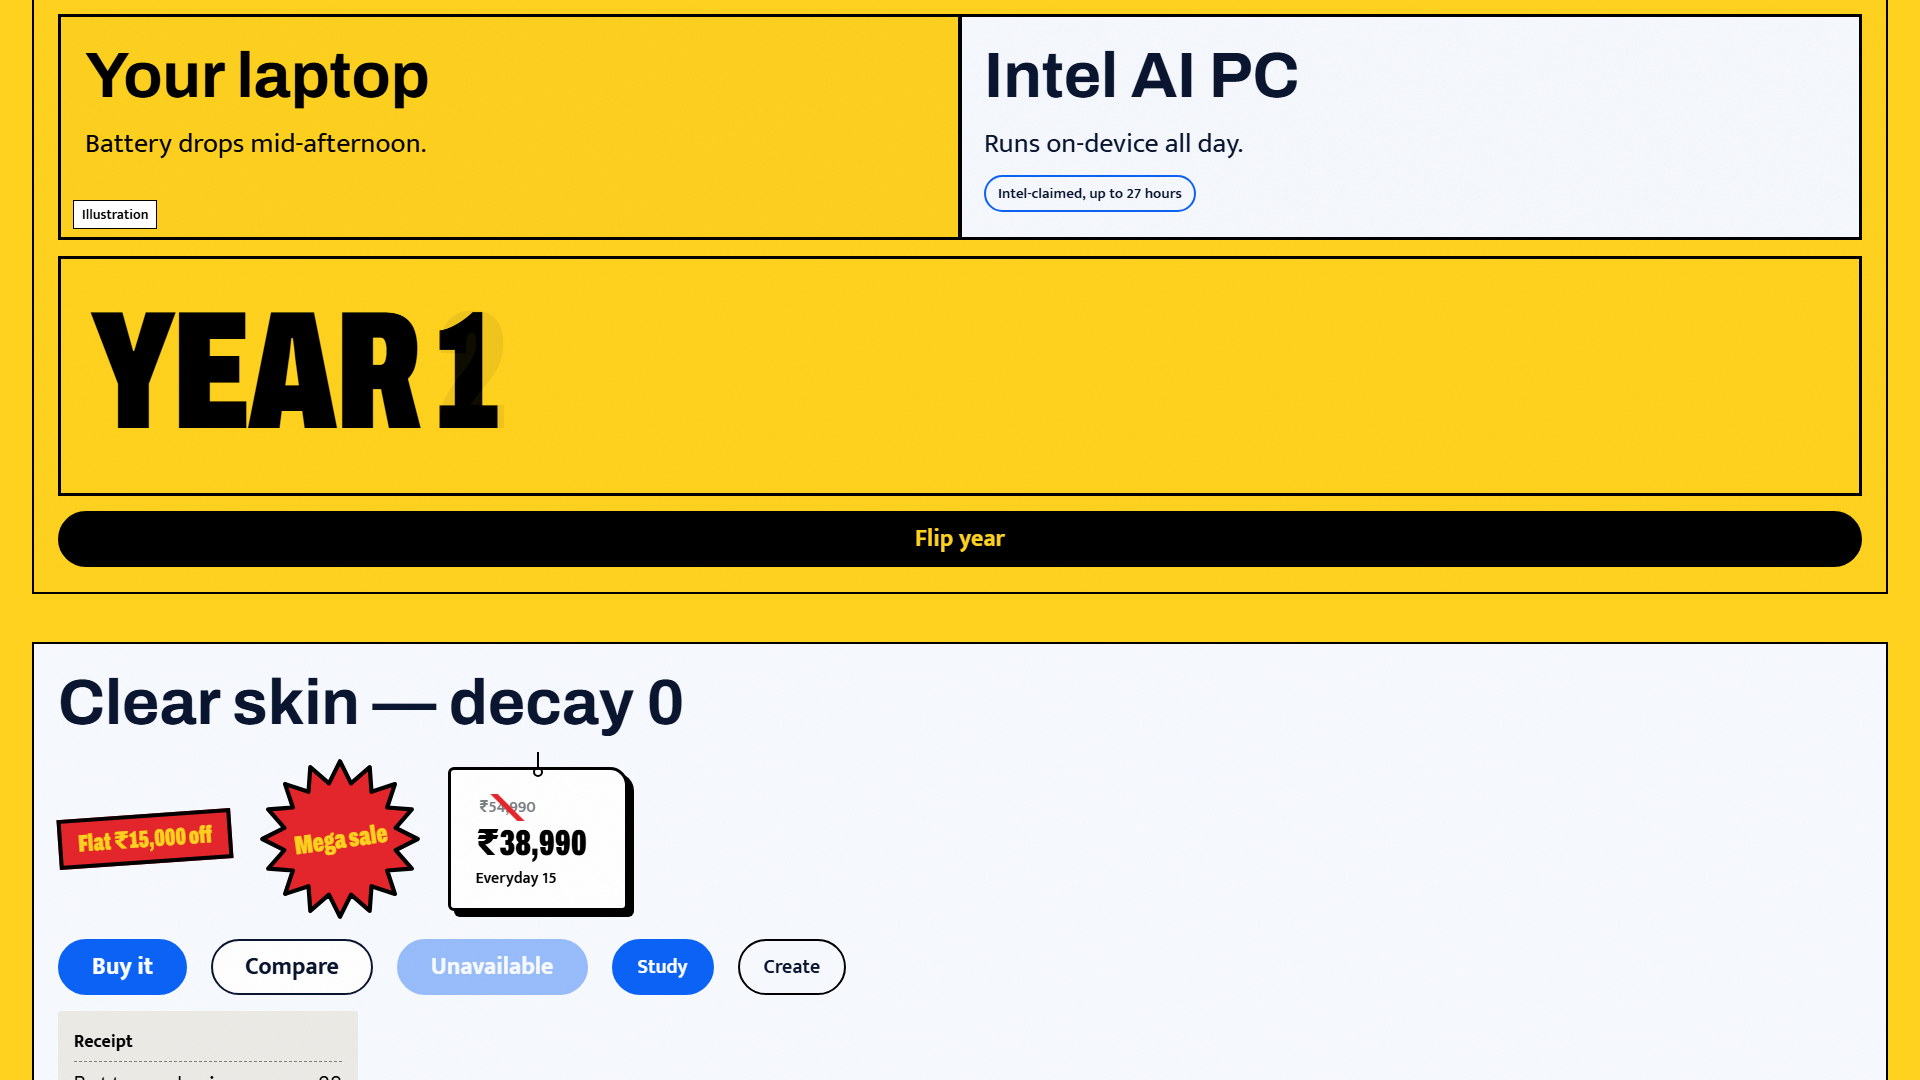 Your laptop
Battery drops mid-afternoon.
Illustration
Intel AI PC
Runs on-device all day.
Intel-claimed, up to 27 hours
YEAR 1
Flip year
Clear skin — decay 0
Flat ₹15,000 off
Mega sale
₹54,990
₹38,990
Everyday 15
Buy it
Compare
Unavailable
Study
Create
Receipt